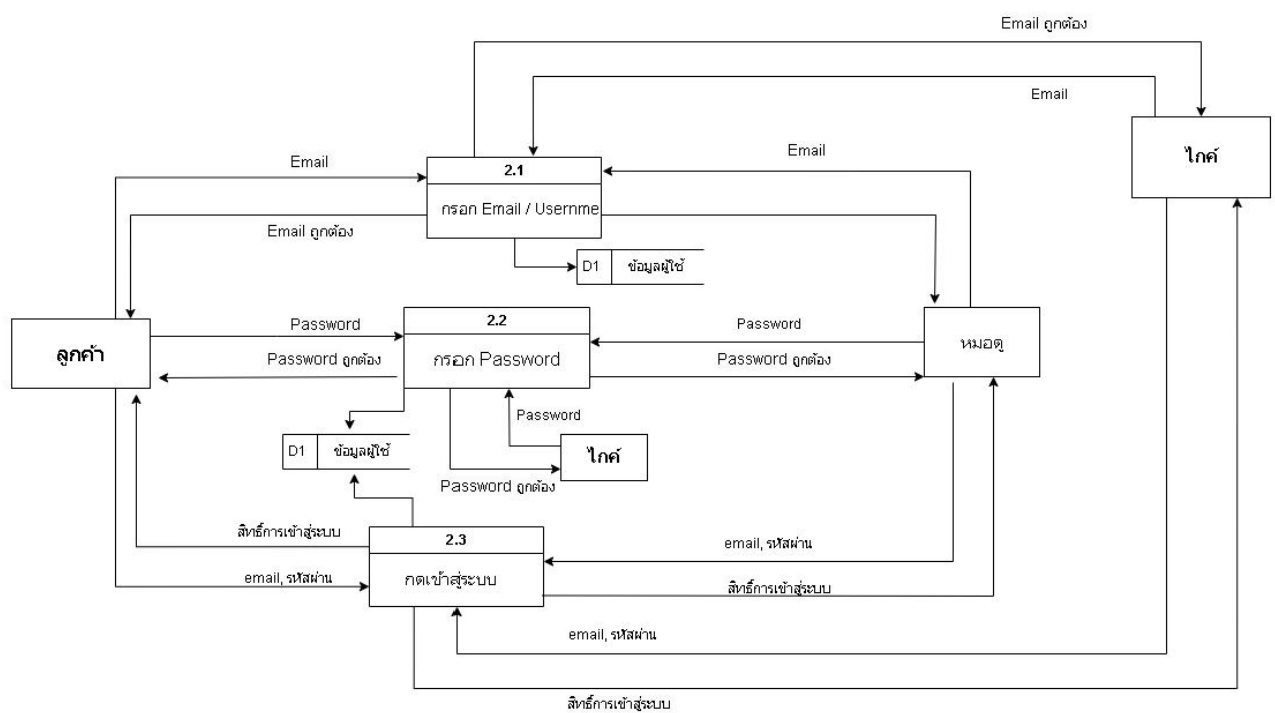 Email ถูกต้อง
Email
ไกค์
Email
Email
2.1
กรอก Email / Usernme
Email ถูกต้อง
D1 ข้อมูลผู้ใช้
ลูกค้า
Password
2.2
Password
หมอดู
Password ถูกต้อง
กรอก Password
Password ถูกต้อง
Password
D1 ข้อมูลผู้ใช้
ไกค์
Password ถูกต้อง
สิทธิ์การเข้าสู่ระบบ
2.3
email, รหัสผ่าน
email, รหัสผ่าน
กดเข้าสู่ระบบ
สิทธิ์การเข้าสู่ระบบ
email, รหัสผ่าน
สิทธิ์การเข้าสู่ระบบ